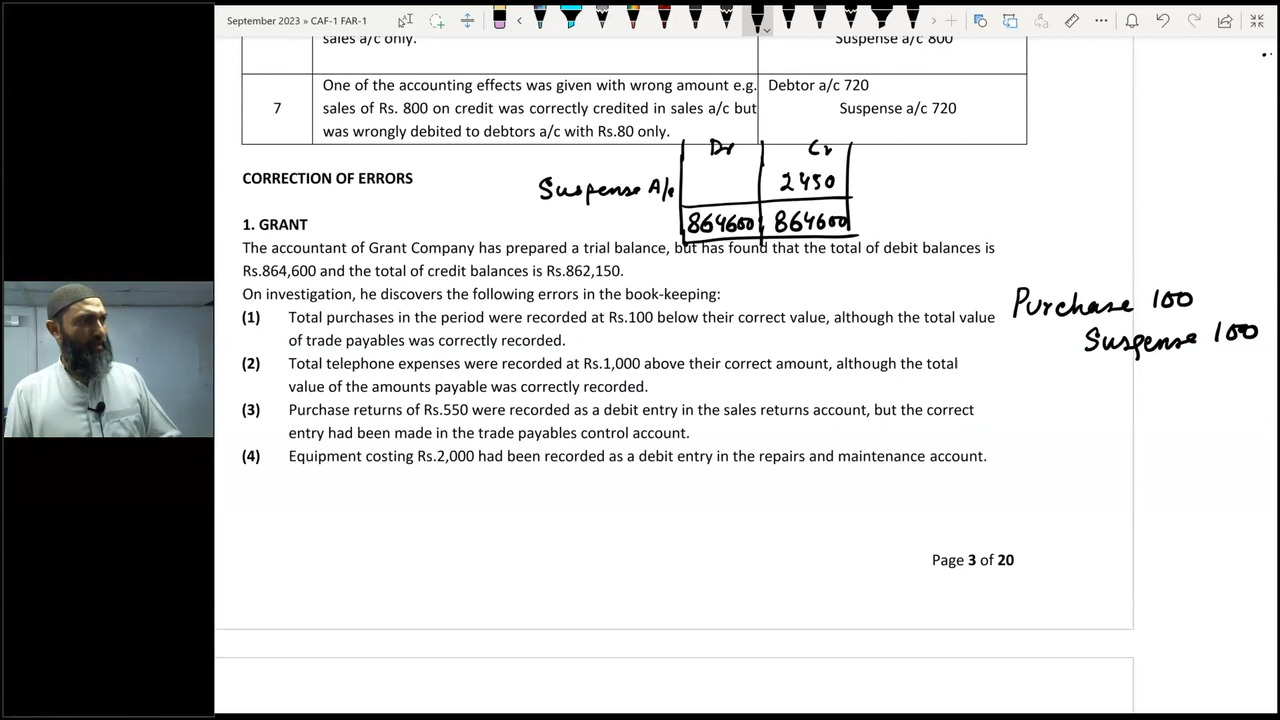 September 2023 » CAF-1 FAR-1
sales a/c only.
Suspense a/c 800
7
One of the accounting effects was given with wrong amount e.g.
sales of Rs. 800 on credit was correctly credited in sales a/c but
was wrongly debited to debtors a/c with Rs.80 only.
Debtor a/c 720
Suspense a/c 720
Dr Cr
Suspense A/c 2450
864600 864600
CORRECTION OF ERRORS
1. GRANT
The accountant of Grant Company has prepared a trial balance, but has found that the total of debit balances is
Rs.864,600 and the total of credit balances is Rs.862,150.
On investigation, he discovers the following errors in the book-keeping:
(1) Total purchases in the period were recorded at Rs.100 below their correct value, although the total value
of trade payables was correctly recorded.
(2) Total telephone expenses were recorded at Rs.1,000 above their correct amount, although the total
value of the amounts payable was correctly recorded.
(3) Purchase returns of Rs.550 were recorded as a debit entry in the sales returns account, but the correct
entry had been made in the trade payables control account.
(4) Equipment costing Rs.2,000 had been recorded as a debit entry in the repairs and maintenance account.
Purchase 100
Suspense 100
Page 3 of 20